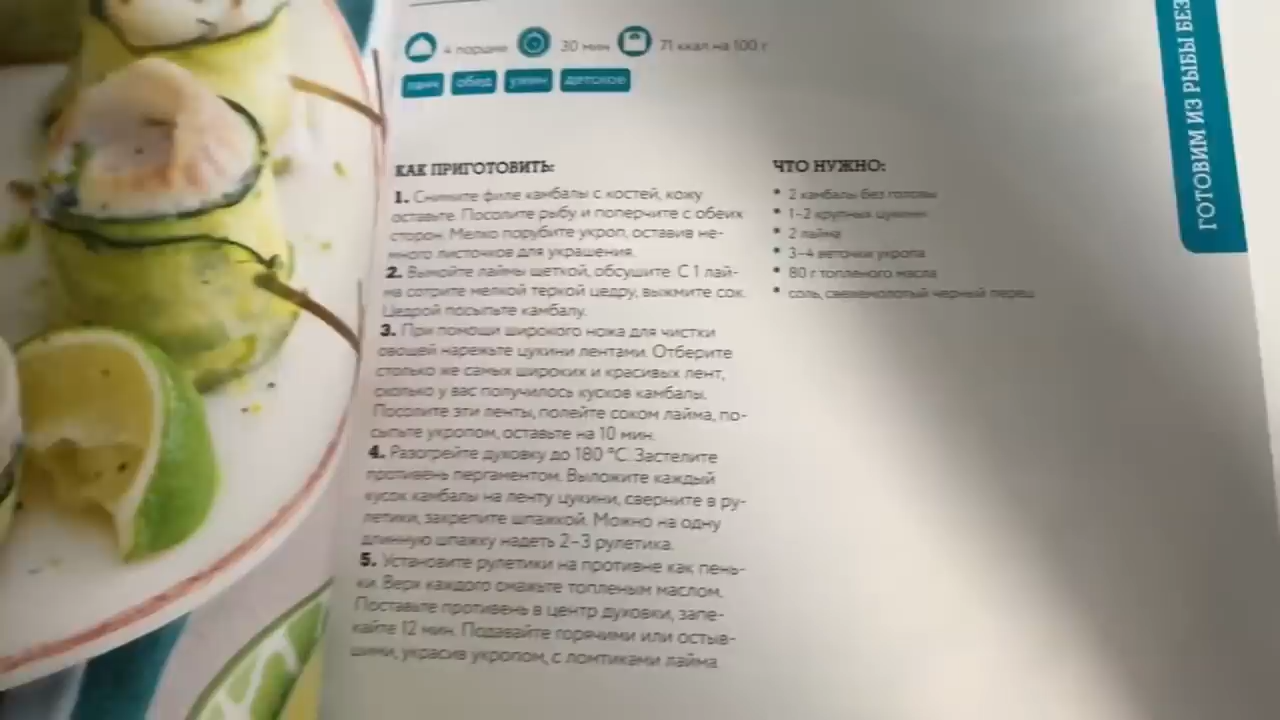 4 порции 30 мин 71 ккал на 100 г
ланч обед ужин детское
КАК ПРИГОТОВИТЬ:
1. Снимите филе камбалы с костей, кожу
оставьте. Посолите рыбу и поперчите с обеих
сторон. Мелко порубите укроп, оставив не-
много листочков для украшения.
2. Вымойте лаймы щеткой, обсушите. С 1 лай-
ма сотрите мелкой теркой цедру, выжмите сок.
Цедрой посыпьте камбалу.
3. При помощи широкого ножа для чистки
овощей нарежьте цукини лентами. Отберите
столько же самых широких и красивых лент,
сколько у вас получилось кусков камбалы.
Посолите эти ленты, полейте соком лайма, по-
сыпьте укропом, оставьте на 10 мин.
4. Разогрейте духовку до 180 °С. Застелите
противень пергаментом. Выложите каждый
кусок камбалы на ленту цукини, сверните в ру-
летики, закрепите шпажкой. Можно на одну
длинную шпажку надеть 2–3 рулетика.
5. Установите рулетики на противне как пень-
ки. Верх каждого смажьте топленым маслом.
Поставьте противень в центр духовки, запе-
кайте 12 мин. Подавайте горячими или остыв-
шими, украсив укропом, с ломтиками лайма.
ЧТО НУЖНО:
• 2 камбалы без головы
• 1–2 крупных цукини
• 2 лайма
• 3–4 веточки укропа
• 80 г топленого масла
• соль, свежемолотый черный перец
ГОТОВИМ ИЗ РЫБЫ БЕЗ